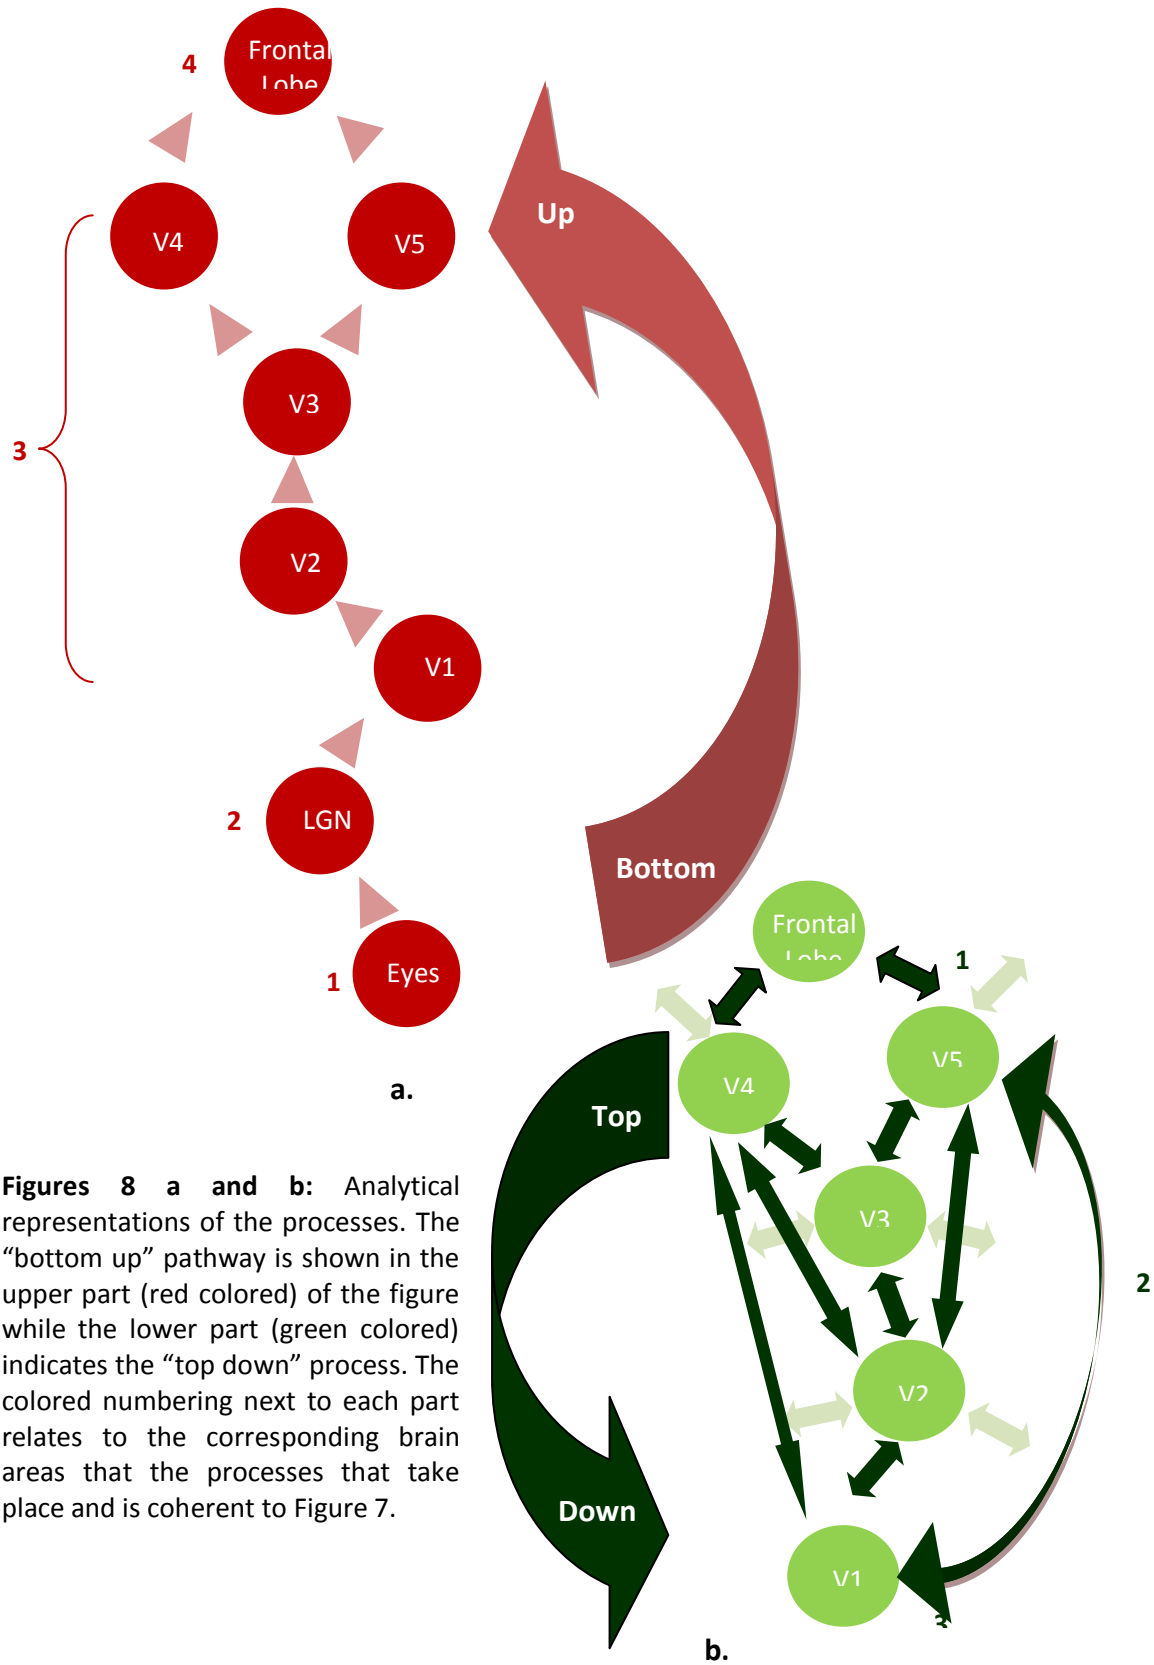 4
Frontal
Lobe
V4
V5
Up
3
V3
V2
V1
2
LGN
Bottom
1
Eyes
a.
Frontal
Lobe
1
V5
V4
Top
V3
2
V2
Down
V1
3
b.
Figures 8 a and b: Analytical
representations of the processes. The
“bottom up” pathway is shown in the
upper part (red colored) of the figure
while the lower part (green colored)
indicates the “top down” process. The
colored numbering next to each part
relates to the corresponding brain
areas that the processes that take
place and is coherent to Figure 7.